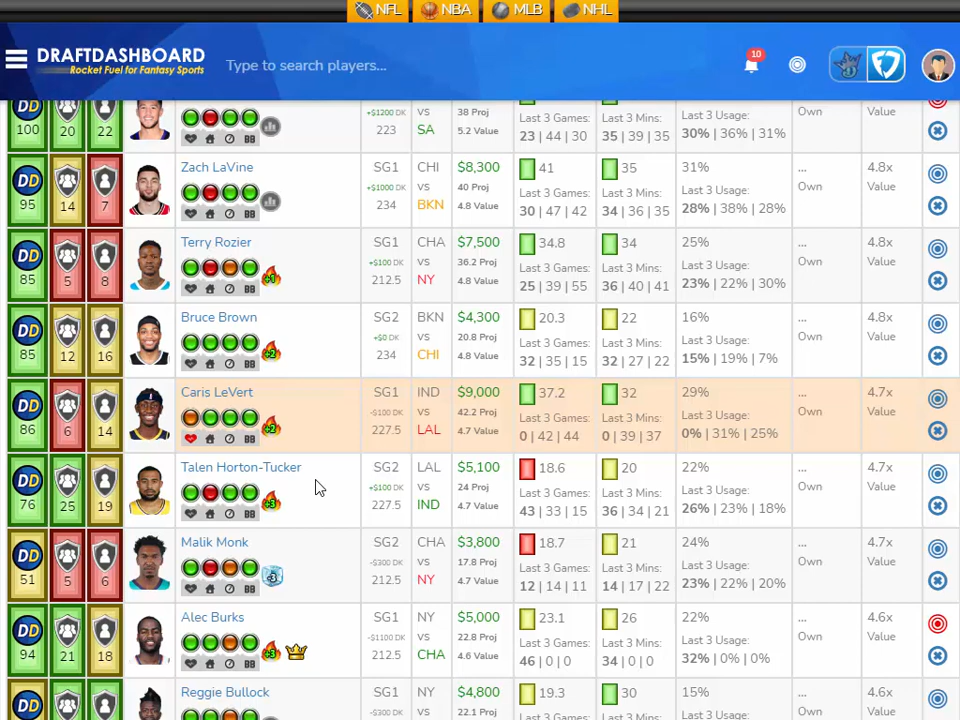 NFL NBA MLB NHL
DRAFTDASHBOARD
Rocket Fuel for Fantasy Sports
Type to search players...
10
DD 100 20 22 +$1200 DK 223 VS SA 38 Proj 5.2 Value Last 3 Games: 23 | 44 | 30 Last 3 Mins: 35 | 39 | 35 Last 3 Usage: 30% | 36% | 31% Own Value
Zach LaVine SG1 CHI $8,300 41 35 31% ... 4.8x
DD 95 14 7 +$1000 DK VS 40 Proj Own Value
234 BKN 4.8 Value Last 3 Games: 30 | 47 | 42 Last 3 Mins: 34 | 36 | 35 Last 3 Usage: 28% | 38% | 28%
Terry Rozier SG1 CHA $7,500 34.8 34 25% ... 4.8x
DD 85 5 8 +1 +$100 DK VS 36.2 Proj Own Value
212.5 NY 4.8 Value Last 3 Games: 25 | 39 | 55 Last 3 Mins: 36 | 40 | 41 Last 3 Usage: 23% | 22% | 30%
Bruce Brown SG2 BKN $4,300 20.3 22 16% ... 4.8x
DD 85 12 16 +2 +$0 DK VS 20.8 Proj Own Value
234 CHI 4.8 Value Last 3 Games: 32 | 35 | 15 Last 3 Mins: 32 | 27 | 22 Last 3 Usage: 15% | 19% | 7%
Caris LeVert SG1 IND $9,000 37.2 32 29% ... 4.7x
DD 86 6 14 +2 -$100 DK VS 42.2 Proj Own Value
227.5 LAL 4.7 Value Last 3 Games: 0 | 42 | 44 Last 3 Mins: 0 | 39 | 37 Last 3 Usage: 0% | 31% | 25%
Talen Horton-Tucker SG2 LAL $5,100 18.6 20 22% ... 4.7x
DD 76 25 19 +3 +$100 DK VS 24 Proj Own Value
227.5 IND 4.7 Value Last 3 Games: 43 | 33 | 15 Last 3 Mins: 36 | 34 | 21 Last 3 Usage: 26% | 23% | 18%
Malik Monk SG2 CHA $3,800 18.7 21 24% ... 4.7x
DD 51 5 6 -3 -$300 DK VS 17.8 Proj Own Value
212.5 NY 4.7 Value Last 3 Games: 12 | 14 | 11 Last 3 Mins: 14 | 17 | 22 Last 3 Usage: 23% | 22% | 20%
Alec Burks SG1 NY $5,000 23.1 26 22% ... 4.6x
DD 94 21 18 +3 -$1100 DK VS 22.8 Proj Own Value
212.5 CHA 4.6 Value Last 3 Games: 46 | 0 | 0 Last 3 Mins: 34 | 0 | 0 Last 3 Usage: 32% | 0% | 0%
Reggie Bullock SG1 NY $4,800 19.3 30 15% ... 4.6x
DD -$300 DK VS 22.1 Proj Last 3 Games: Last 3 Mins: Last 3 Usage: Own Value